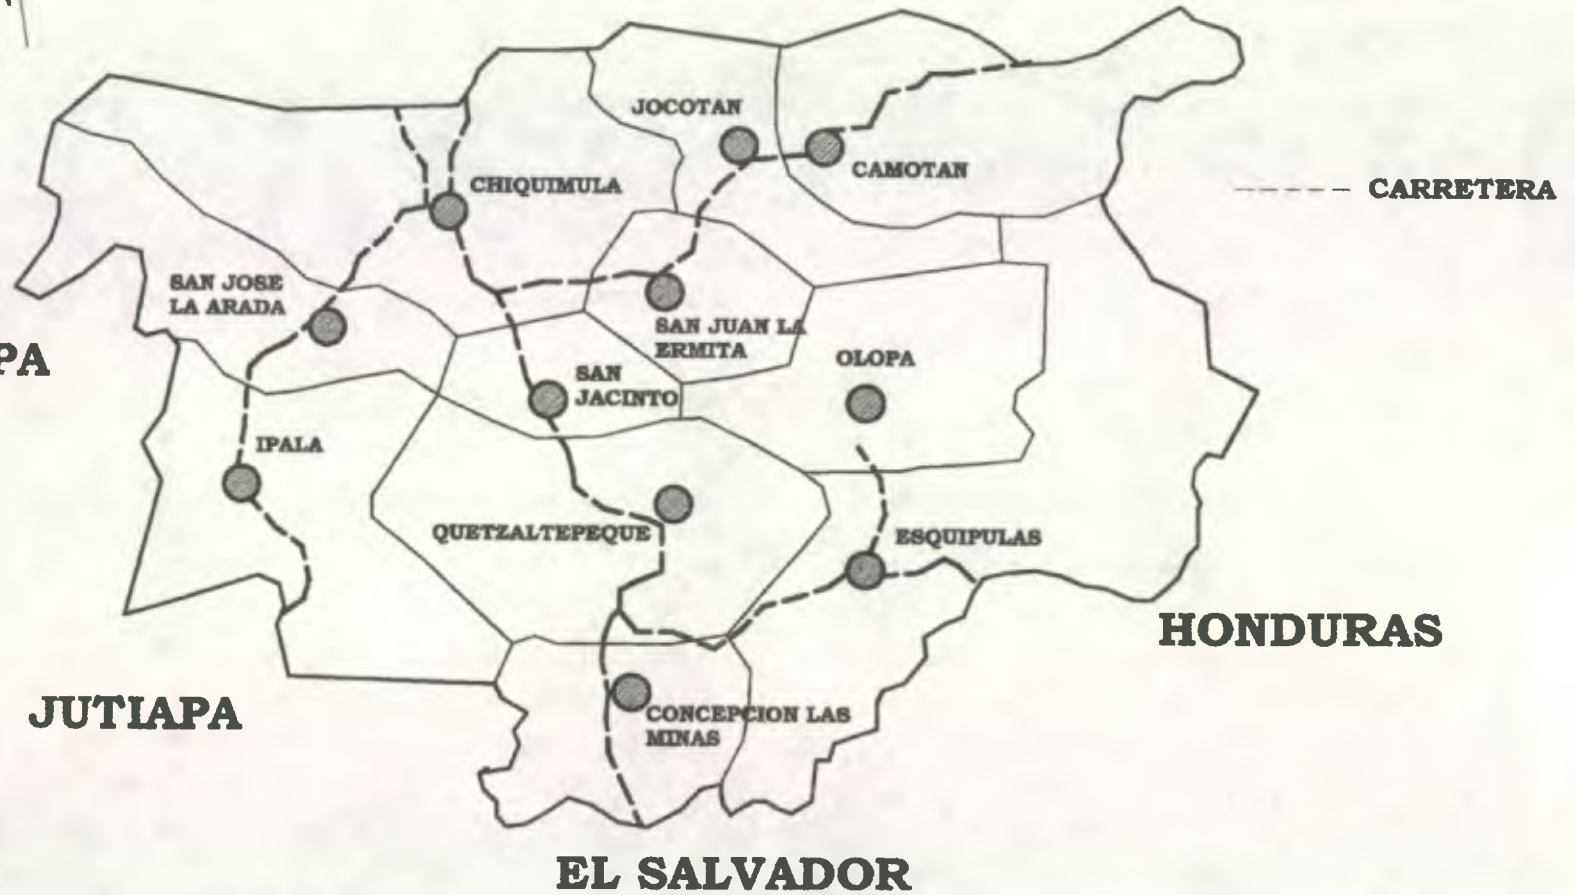 JOCOTAN
CAMOTAN
CHIQUIMULA
CARRETERA
SAN JOSE
LA ARADA
SAN JUAN LA
ERMITA
PA
OLOPA
SAN
JACINTO
IPALA
QUETZALTEPEQUE
ESQUIPULAS
HONDURAS
JUTIAPA
CONCEPCION LAS
MINAS
EL SALVADOR